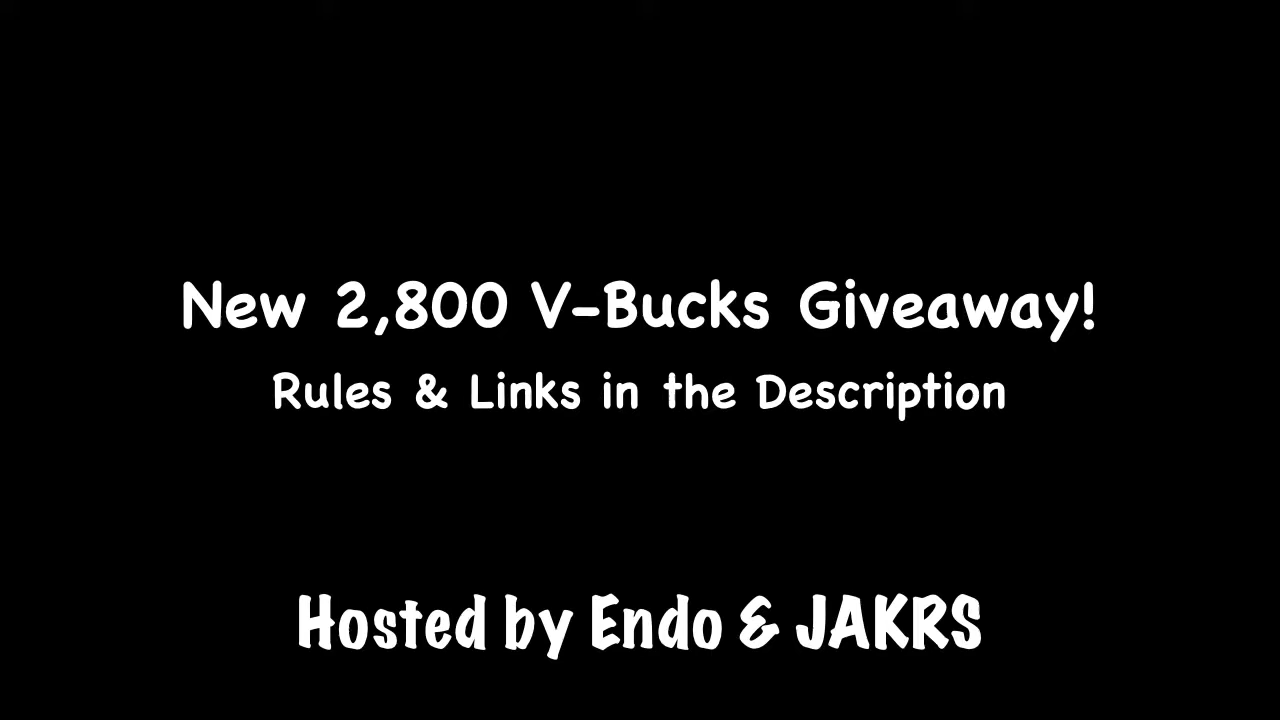 New 2,800 V-Bucks Giveaway!
Rules & Links in the Description
Hosted by Endo & JAKRS